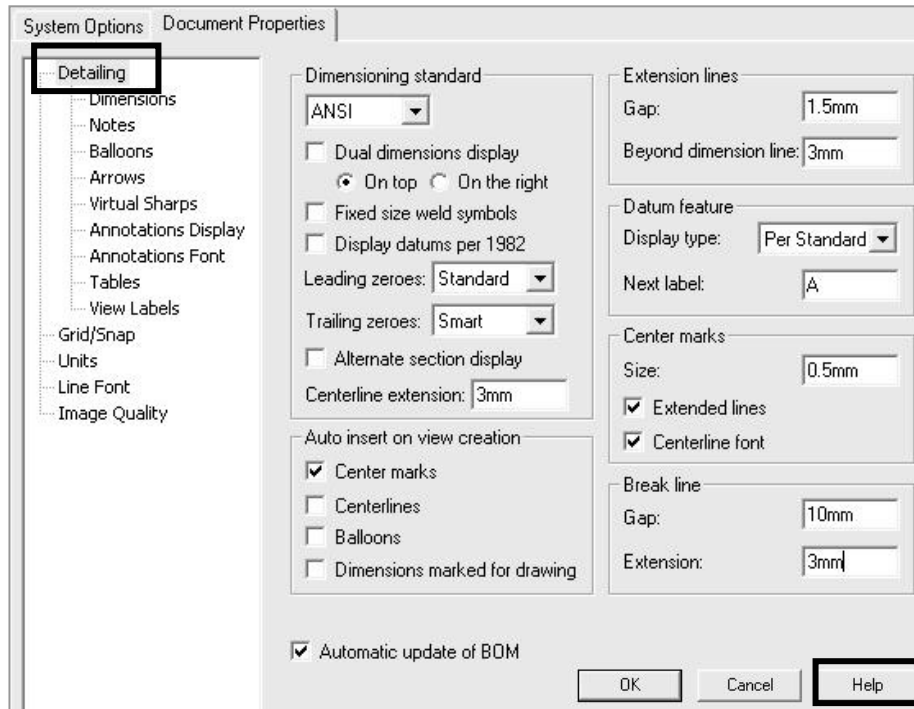 System Options Document Properties
Detailing
Dimensions
Notes
Balloons
Arrows
Virtual Sharps
Annotations Display
Annotations Font
Tables
View Labels
Grid/Snap
Units
Line Font
Image Quality
Dimensioning standard
ANSI
Dual dimensions display
On top On the right
Fixed size weld symbols
Display datums per 1982
Leading zeroes: Standard
Trailing zeroes: Smart
Alternate section display
Centerline extension: 3mm
Auto insert on view creation
Center marks
Centerlines
Balloons
Dimensions marked for drawing
Automatic update of BOM
Extension lines
Gap: 1.5mm
Beyond dimension line: 3mm
Datum feature
Display type: Per Standard
Next label: A
Center marks
Size: 0.5mm
Extended lines
Centerline font
Break line
Gap: 10mm
Extension: 3mm
OK Cancel Help